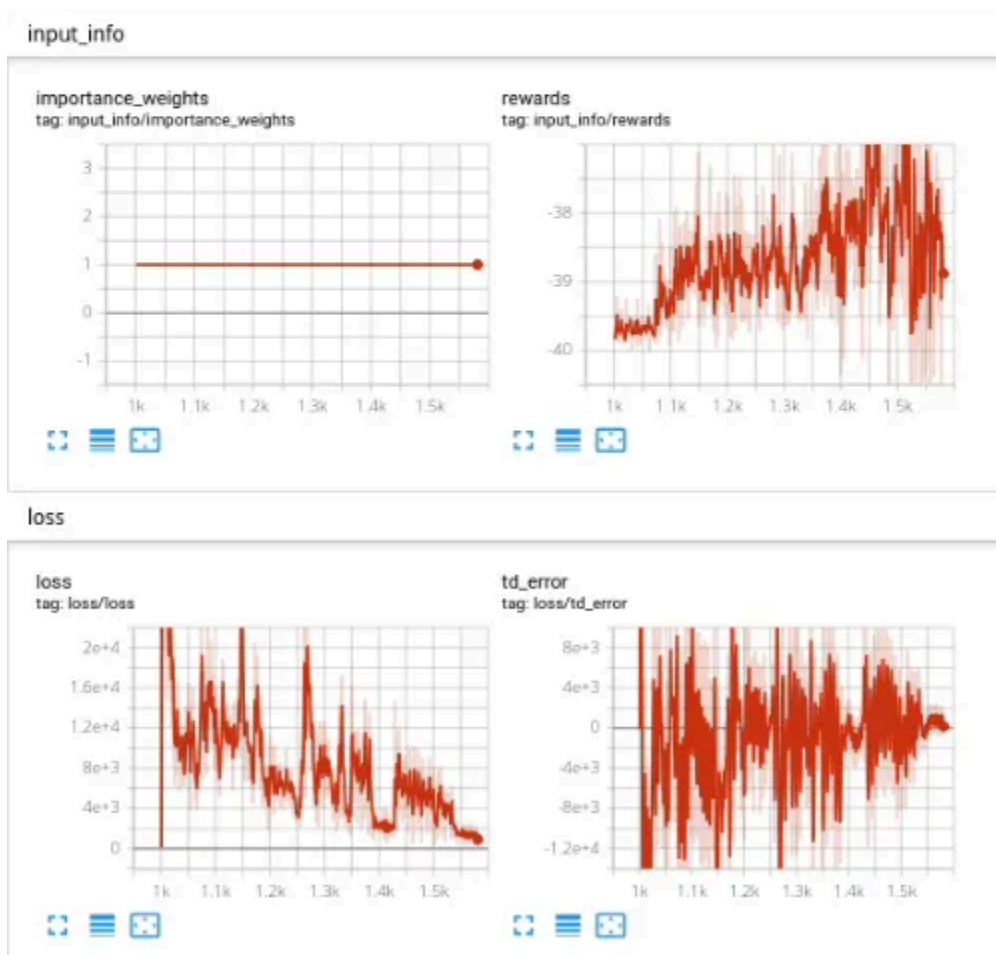 input_info
importance_weights
tag: input_info/importance_weights
3
2
1
0
-1
1k 1.1k 1.2k 1.3k 1.4k 1.5k
rewards
tag: input_info/rewards
-38
-39
-40
1k 1.1k 1.2k 1.3k 1.4k 1.5k
loss
loss
tag: loss/loss
2e+4
1.6e+4
1.2e+4
8e+3
4e+3
0
1k 1.1k 1.2k 1.3k 1.4k 1.5k
td_error
tag: loss/td_error
8e+3
4e+3
0
-4e+3
-8e+3
-1.2e+4
1k 1.1k 1.2k 1.3k 1.4k 1.5k